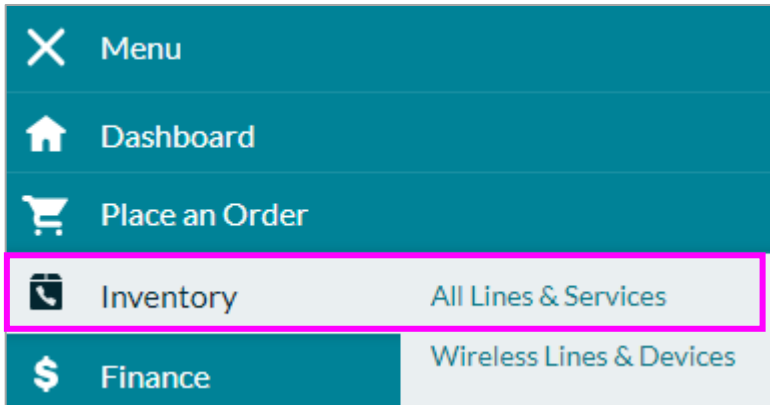 Menu
Dashboard
Place an Order
Inventory
All Lines & Services
Finance
Wireless Lines & Devices